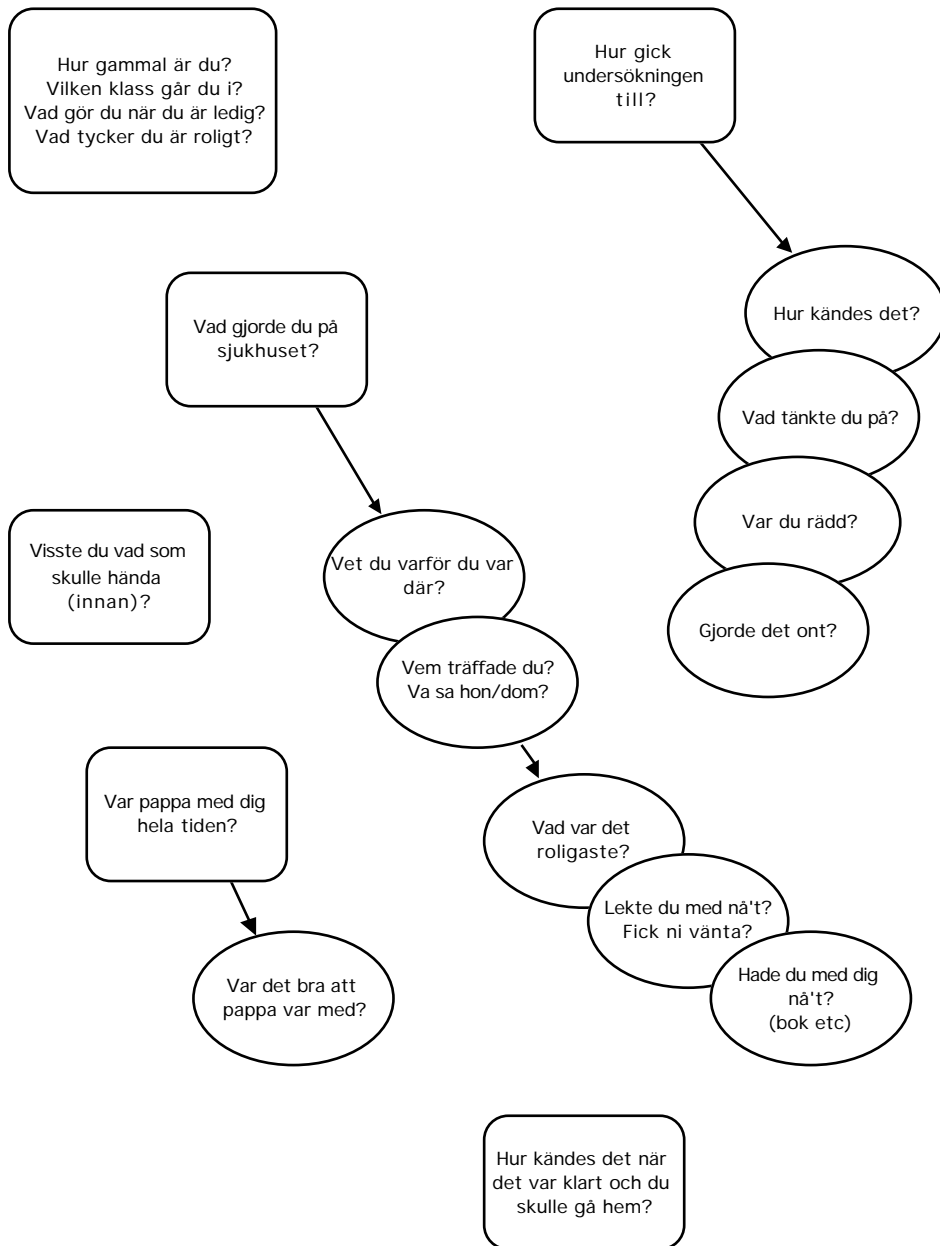 Hur gammal är du?
Vilken klass går du i?
Vad gör du när du är ledig?
Vad tycker du är roligt?
Hur gick
undersökningen
till?
Hur kändes det?
Vad tänkte du på?
Var du rädd?
Gjorde det ont?
Vad gjorde du på
sjukhuset?
Vet du varför du var
där?
Vem träffade du?
Va sa hon/dom?
Vad var det
roligaste?
Lekte du med nå't?
Fick ni vänta?
Hade du med dig
nå't?
(bok etc)
Visste du vad som
skulle hända
(innan)?
Var pappa med dig
hela tiden?
Var det bra att
pappa var med?
Hur kändes det när
det var klart och du
skulle gå hem?